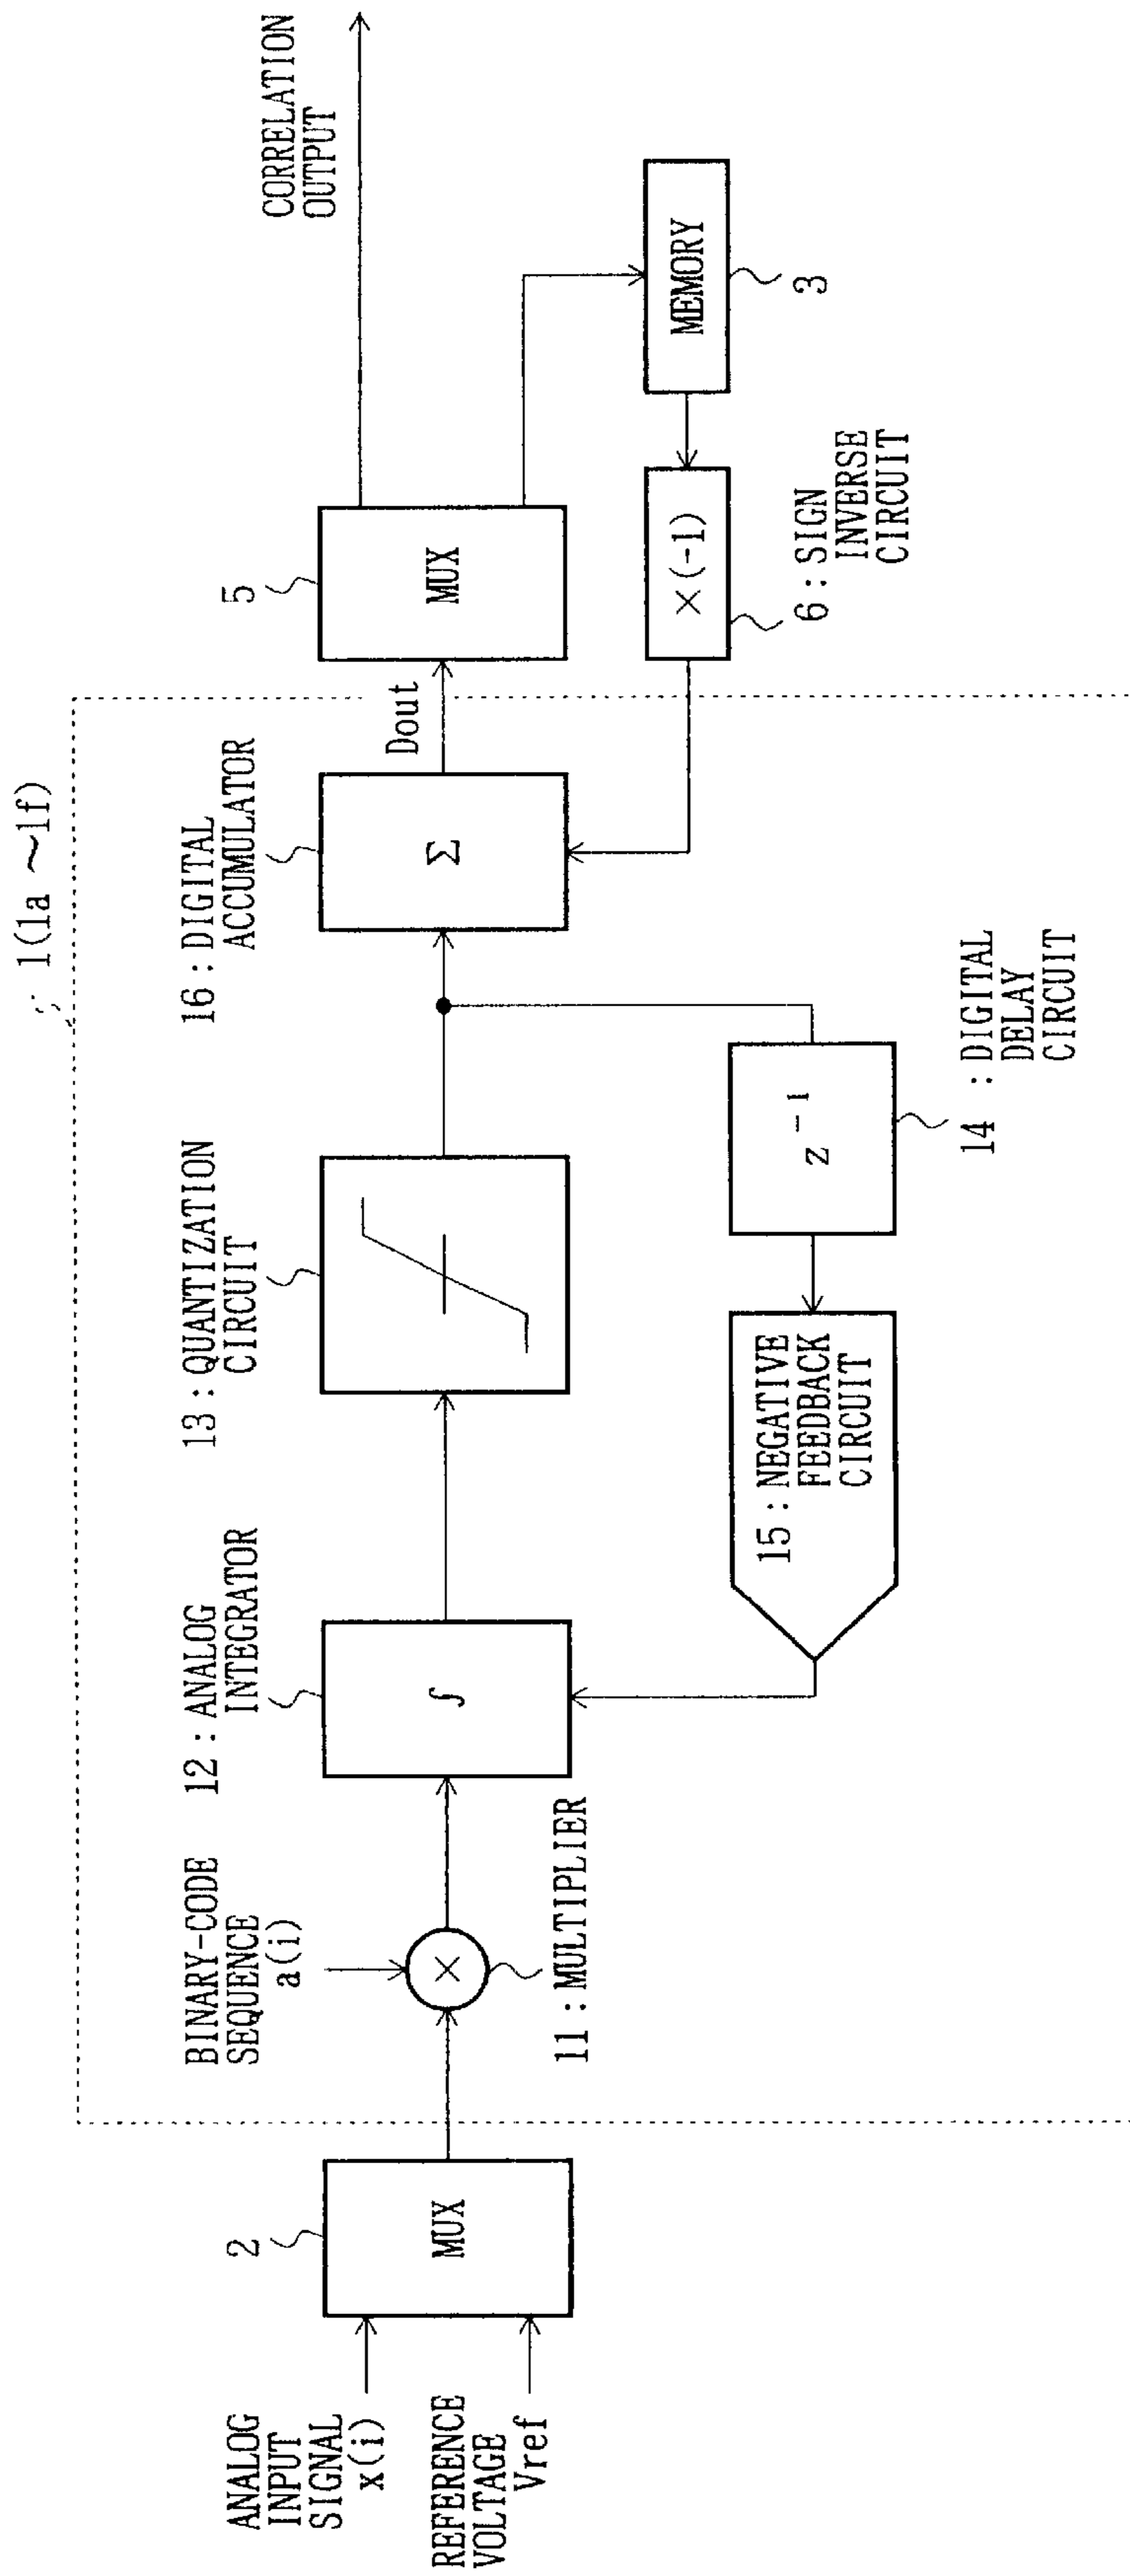 1(1a ~1f)
ANALOG
INPUT
SIGNAL
x(i)
REFERENCE
VOLTAGE
Vref
2
MUX
BINARY-CODE
SEQUENCE
a(i)
×
11 : MULTIPLIER
12 : ANALOG
INTEGRATOR
∫
13 : QUANTIZATION
CIRCUIT
15 : NEGATIVE
FEEDBACK
CIRCUIT
z⁻¹
14 : DIGITAL
DELAY
CIRCUIT
16 : DIGITAL
ACCUMULATOR
Σ
Dout
5
MUX
×(-1)
6 : SIGN
INVERSE
CIRCUIT
MEMORY
3
CORRELATION
OUTPUT